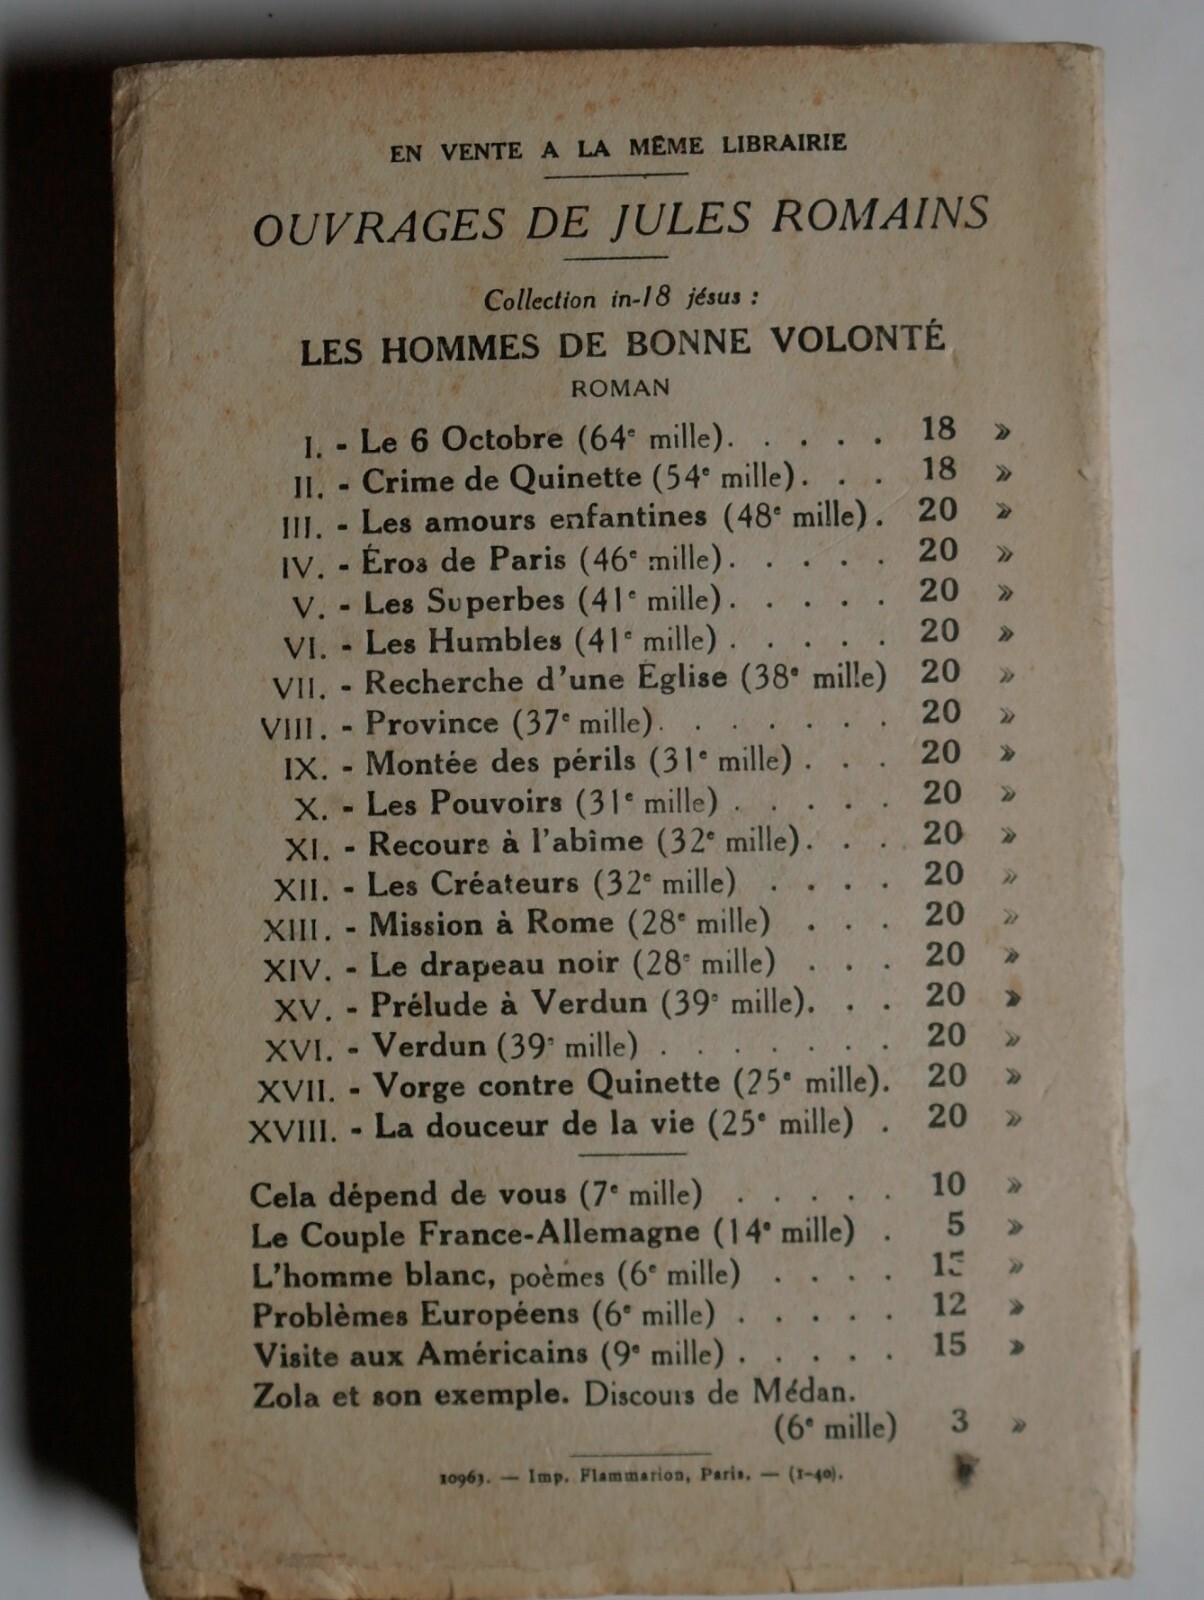 EN VENTE A LA MÊME LIBRAIRIE
OUVRAGES DE JULES ROMAINS
Collection in-18 jésus :
LES HOMMES DE BONNE VOLONTÉ
ROMAN
I. - Le 6 Octobre (64e mille). . . . . 18 »
II. - Crime de Quinette (54e mille). . . 18 »
III. - Les amours enfantines (48e mille). 20 »
IV. - Éros de Paris (46e mille). . . . . 20 »
V. - Les Superbes (41e mille). . . . . 20 »
VI. - Les Humbles (41e mille) . . . . . 20 »
VII. - Recherche d'une Église (38e mille) 20 »
VIII. - Province (37e mille). . . . . . . 20 »
IX. - Montée des périls (31e mille) . . . 20 »
X. - Les Pouvoirs (31e mille) . . . . . 20 »
XI. - Recours à l'abîme (32e mille). . . 20 »
XII. - Les Créateurs (32e mille) . . . . 20 »
XIII. - Mission à Rome (28e mille) . . . 20 »
XIV. - Le drapeau noir (28e mille) . . . 20 »
XV. - Prélude à Verdun (39e mille). . . 20 »
XVI. - Verdun (39e mille) . . . . . . . 20 »
XVII. - Vorge contre Quinette (25e mille). 20 »
XVIII. - La douceur de la vie (25e mille) . 20 »
Cela dépend de vous (7e mille) . . . . . 10 »
Le Couple France-Allemagne (14e mille) . 5 »
L'homme blanc, poèmes (6e mille) . . . . 15 »
Problèmes Européens (6e mille) . . . . . 12 »
Visite aux Américains (9e mille) . . . . . 15 »
Zola et son exemple. Discours de Médan.
(6e mille) 3 »
10963. — Imp. Flammarion, Paris. — (1-40).